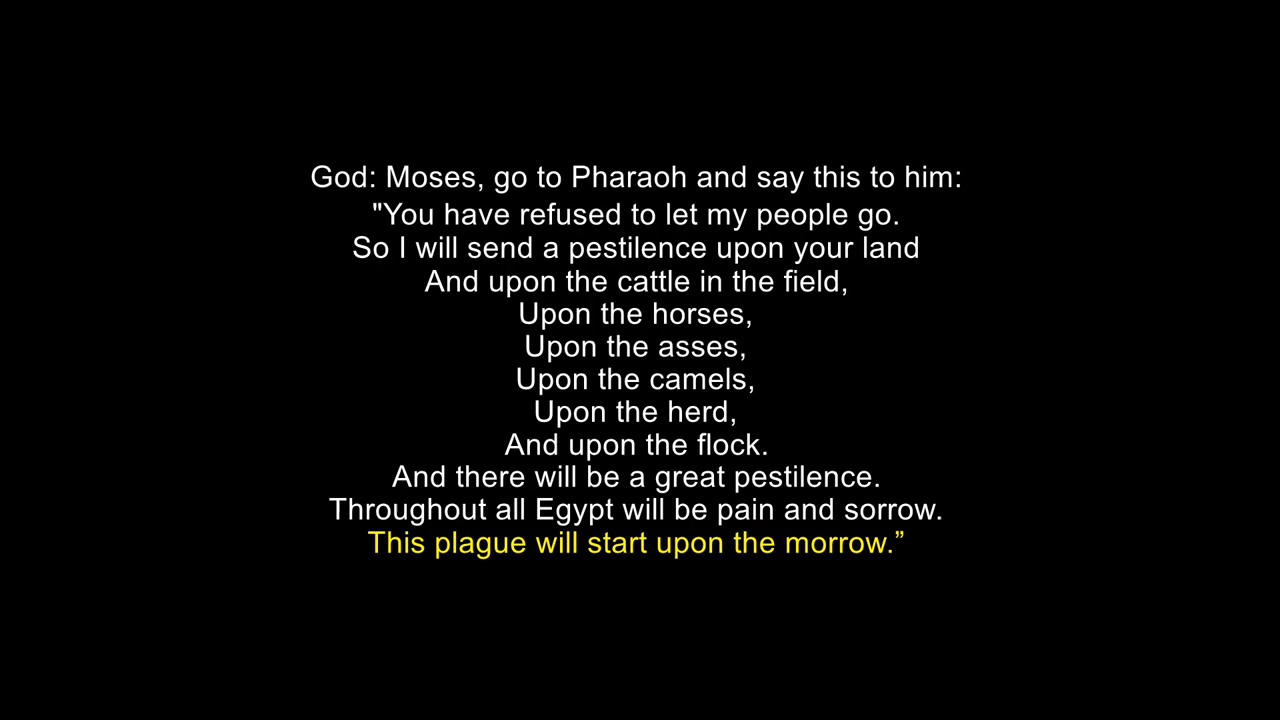 God: Moses, go to Pharaoh and say this to him:
"You have refused to let my people go.
So I will send a pestilence upon your land
And upon the cattle in the field,
Upon the horses,
Upon the asses,
Upon the camels,
Upon the herd,
And upon the flock.
And there will be a great pestilence.
Throughout all Egypt will be pain and sorrow.
This plague will start upon the morrow.”